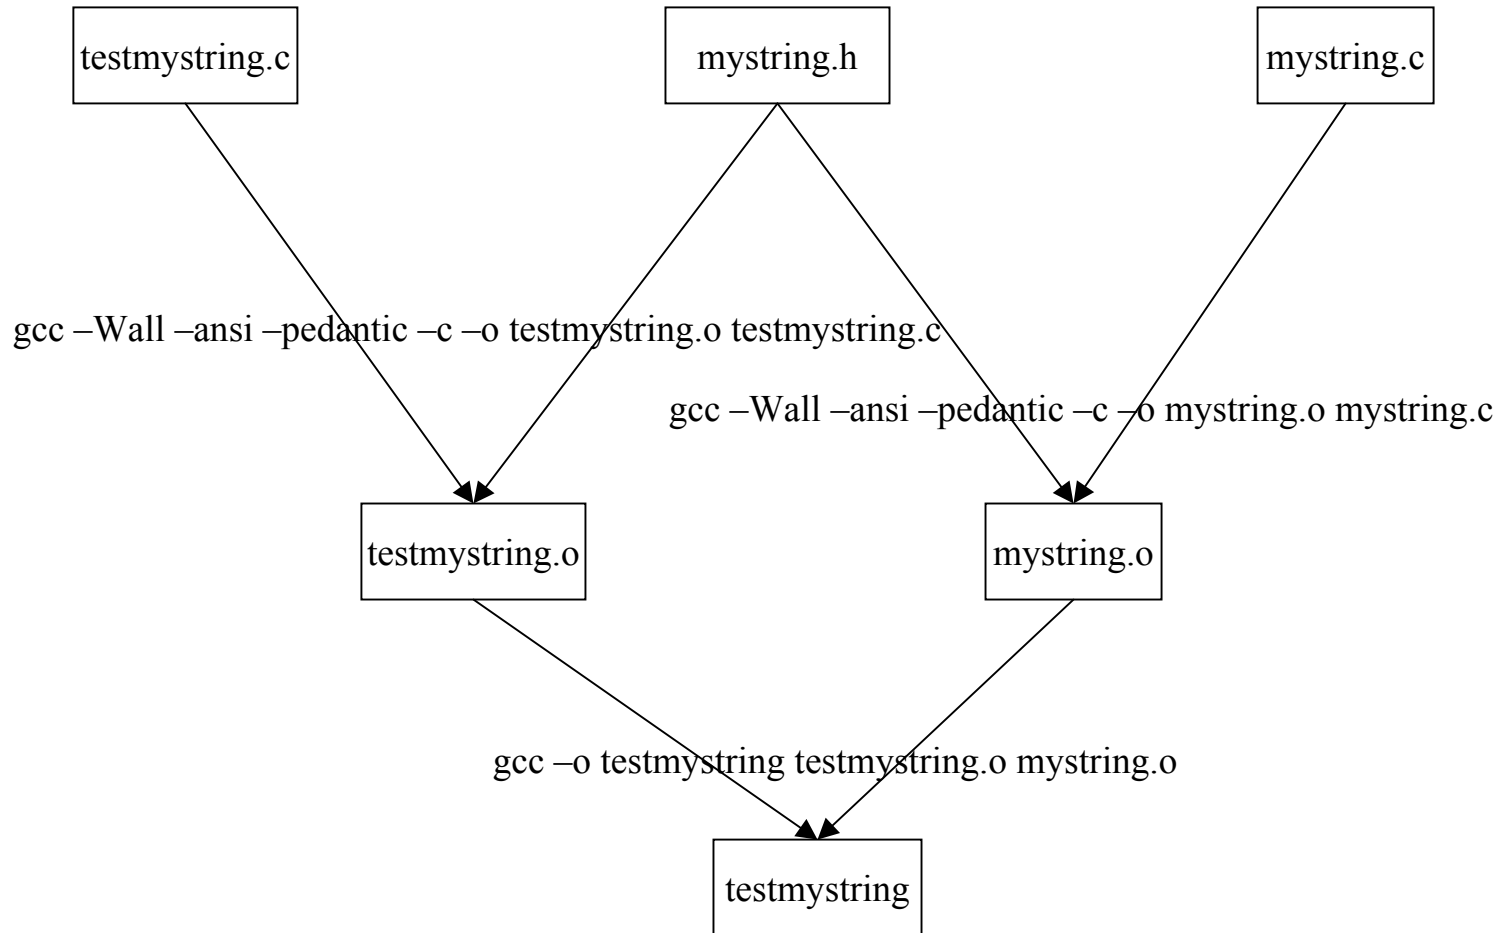 testmystring.c
mystring.h
mystring.c
gcc –Wall –ansi –pedantic –c –o testmystring.o testmystring.c
gcc –Wall –ansi –pedantic –c –o mystring.o mystring.c
testmystring.o
mystring.o
gcc –o testmystring testmystring.o mystring.o
testmystring